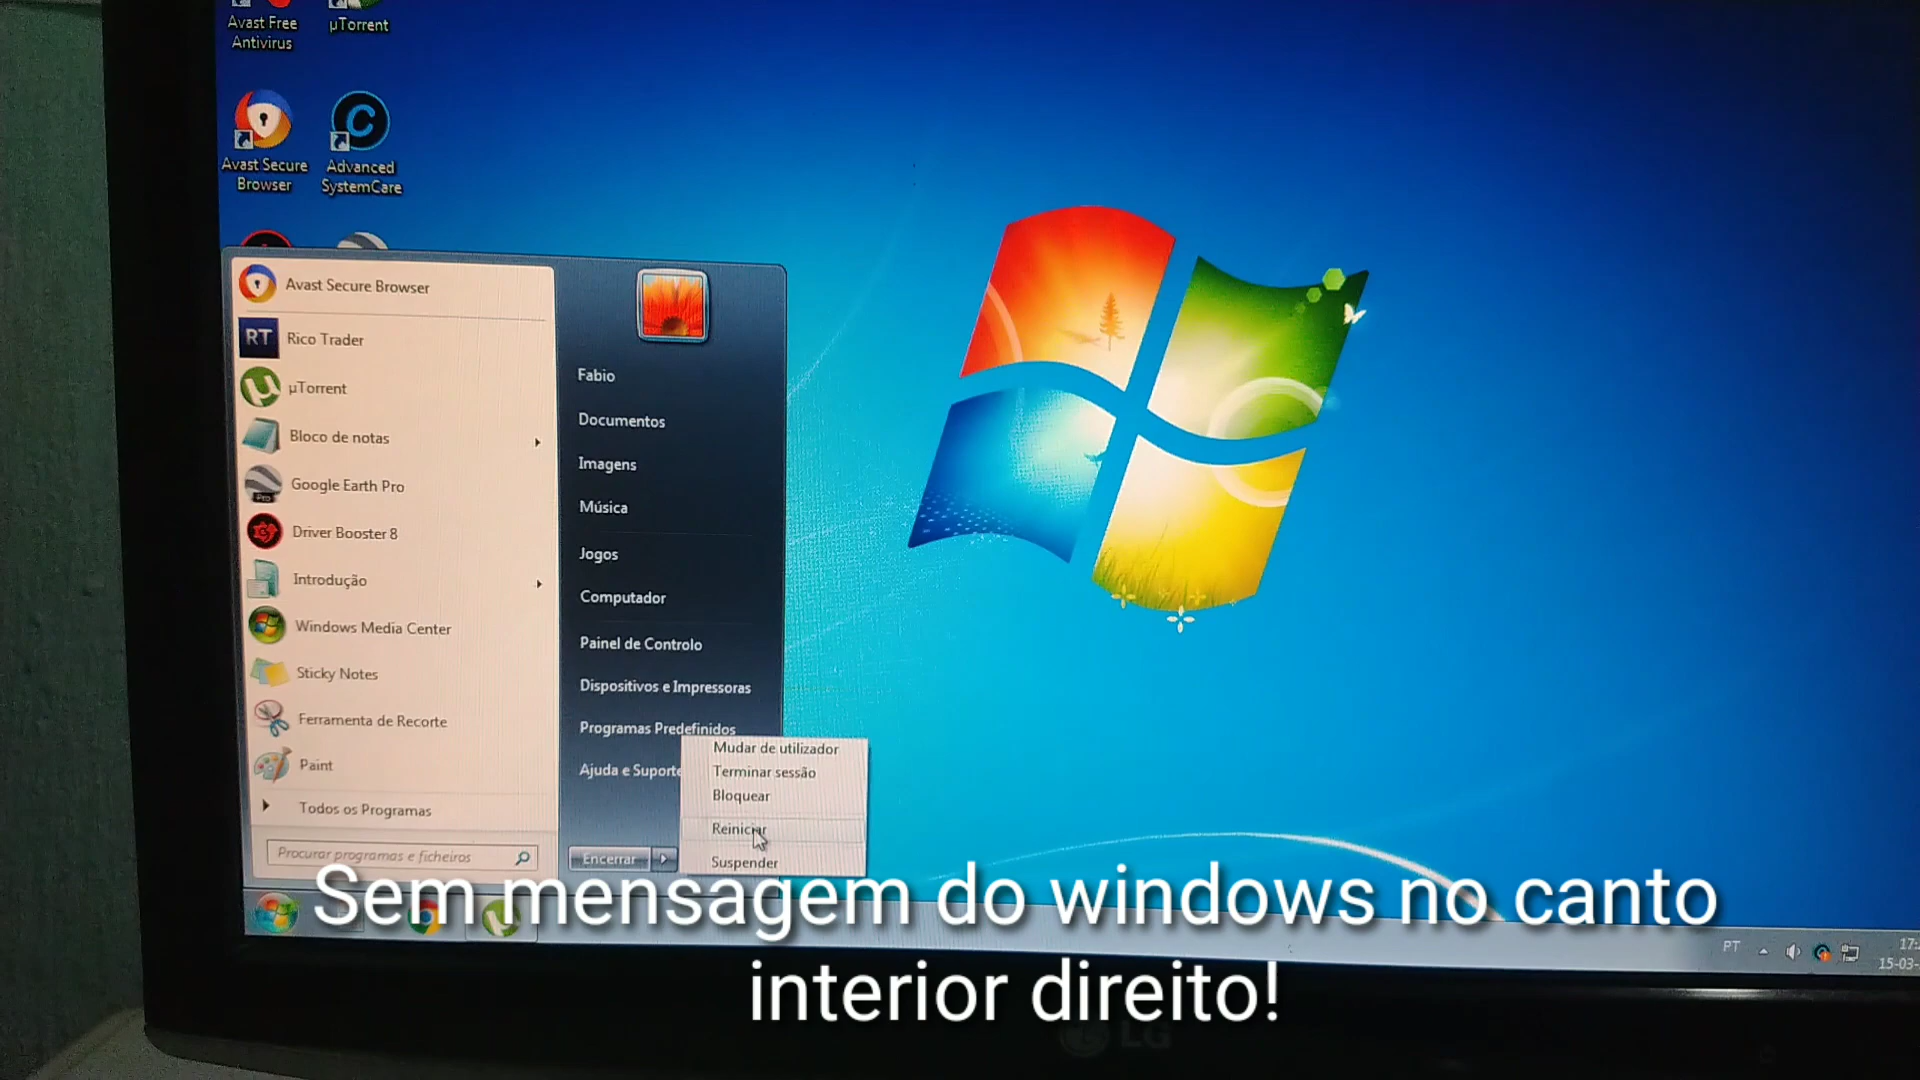 Avast Free
Antivirus
µTorrent
Avast Secure
Browser
Advanced
SystemCare
Avast Secure Browser
RT
Rico Trader
µTorrent
Bloco de notas
Google Earth Pro
Driver Booster 8
Introdução
Windows Media Center
Sticky Notes
Ferramenta de Recorte
Paint
Todos os Programas
Procurar programas e ficheiros
Fabio
Documentos
Imagens
Música
Jogos
Computador
Painel de Controlo
Dispositivos e Impressoras
Programas Predefinidos
Ajuda e Suporte
Encerrar
Mudar de utilizador
Terminar sessão
Bloquear
Reiniciar
Suspender
Sem mensagem do windows no canto
interior direito!
PT
17:
15-03-
LG